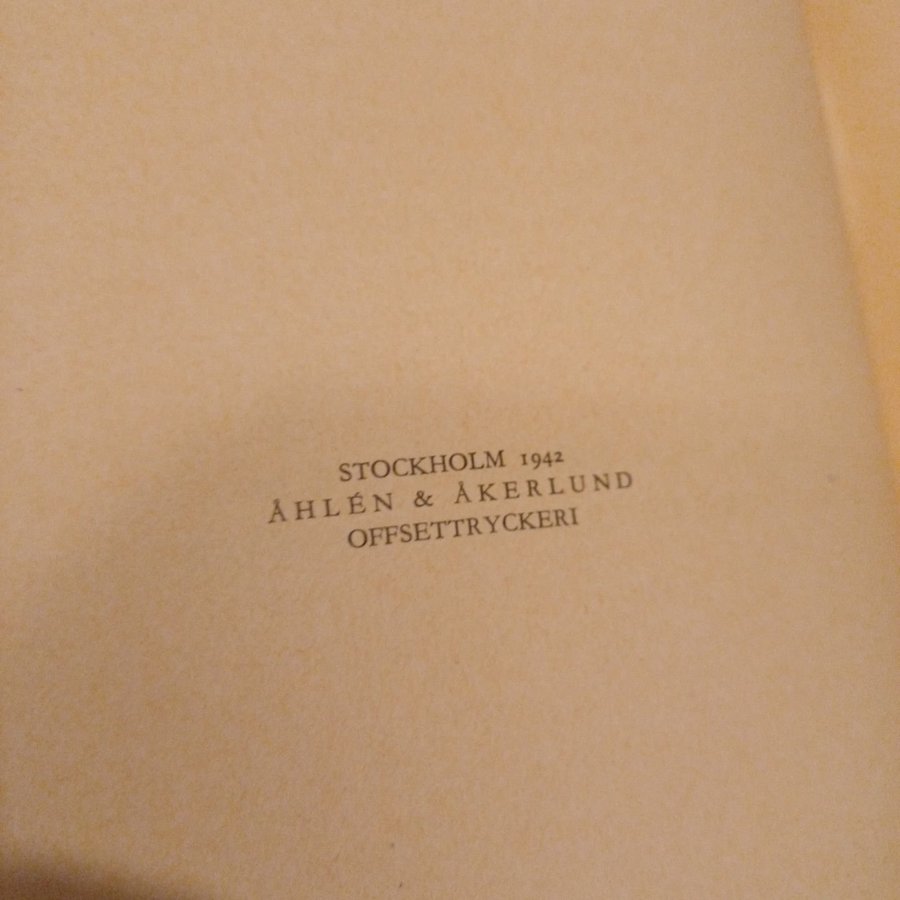 STOCKHOLM 1942
ÅHLÉN & ÅKERLUND
OFFSETTRYCKERI